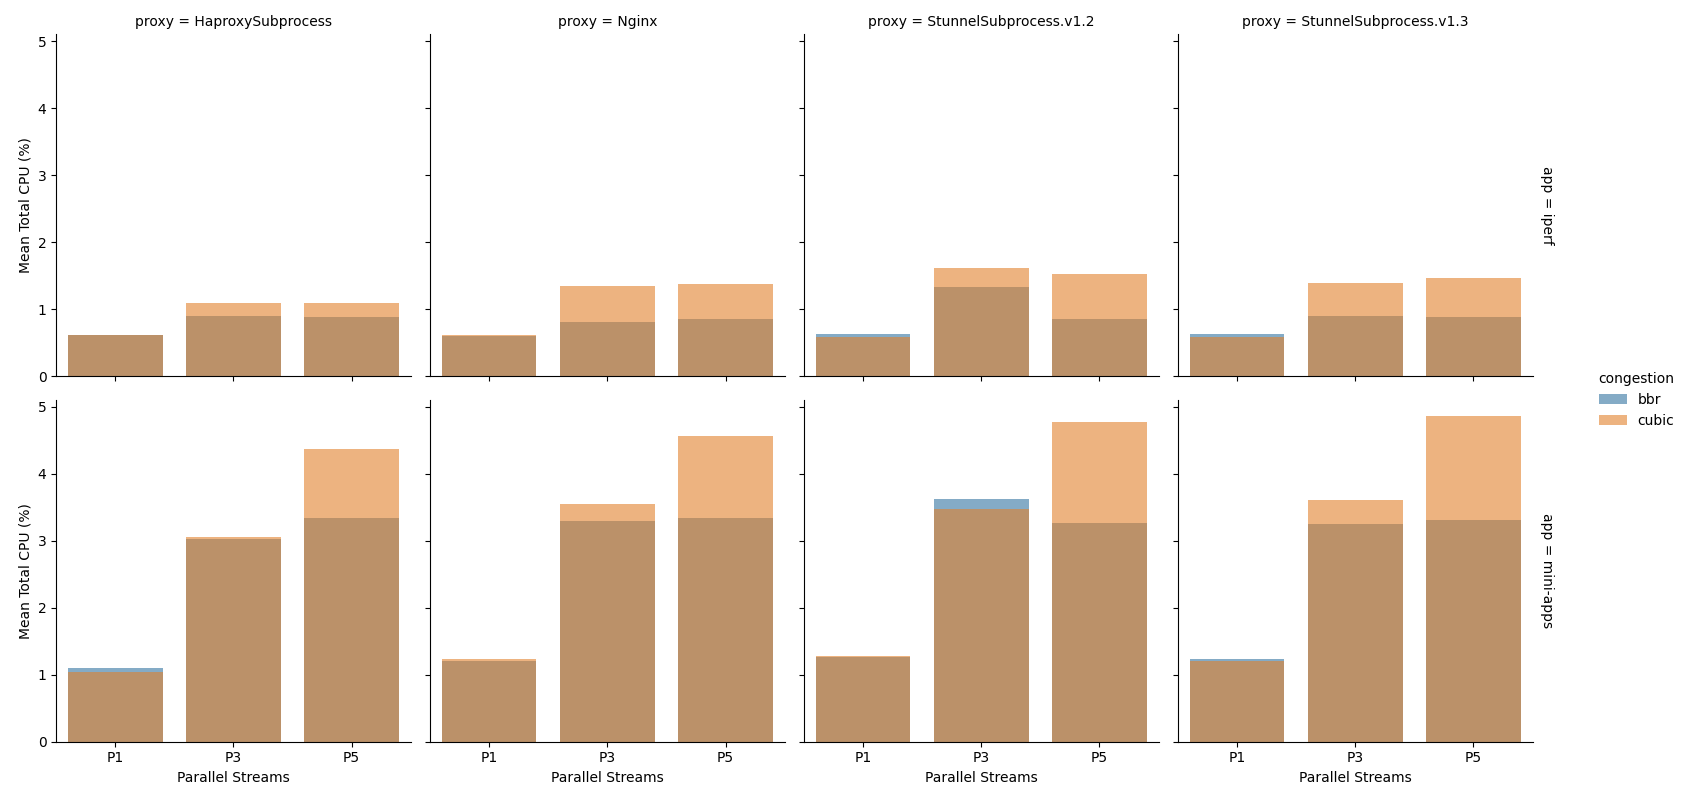 proxy = HaproxySubprocess
proxy = Nginx
proxy = StunnelSubprocess.v1.2
proxy = StunnelSubprocess.v1.3
5
4
3
2
1
0
Mean Total CPU (%)
app = iperf
congestion
bbr
cubic
5
4
3
2
1
0
Mean Total CPU (%)
app = mini-apps
P1 P3 P5
P1 P3 P5
P1 P3 P5
P1 P3 P5
Parallel Streams
Parallel Streams
Parallel Streams
Parallel Streams